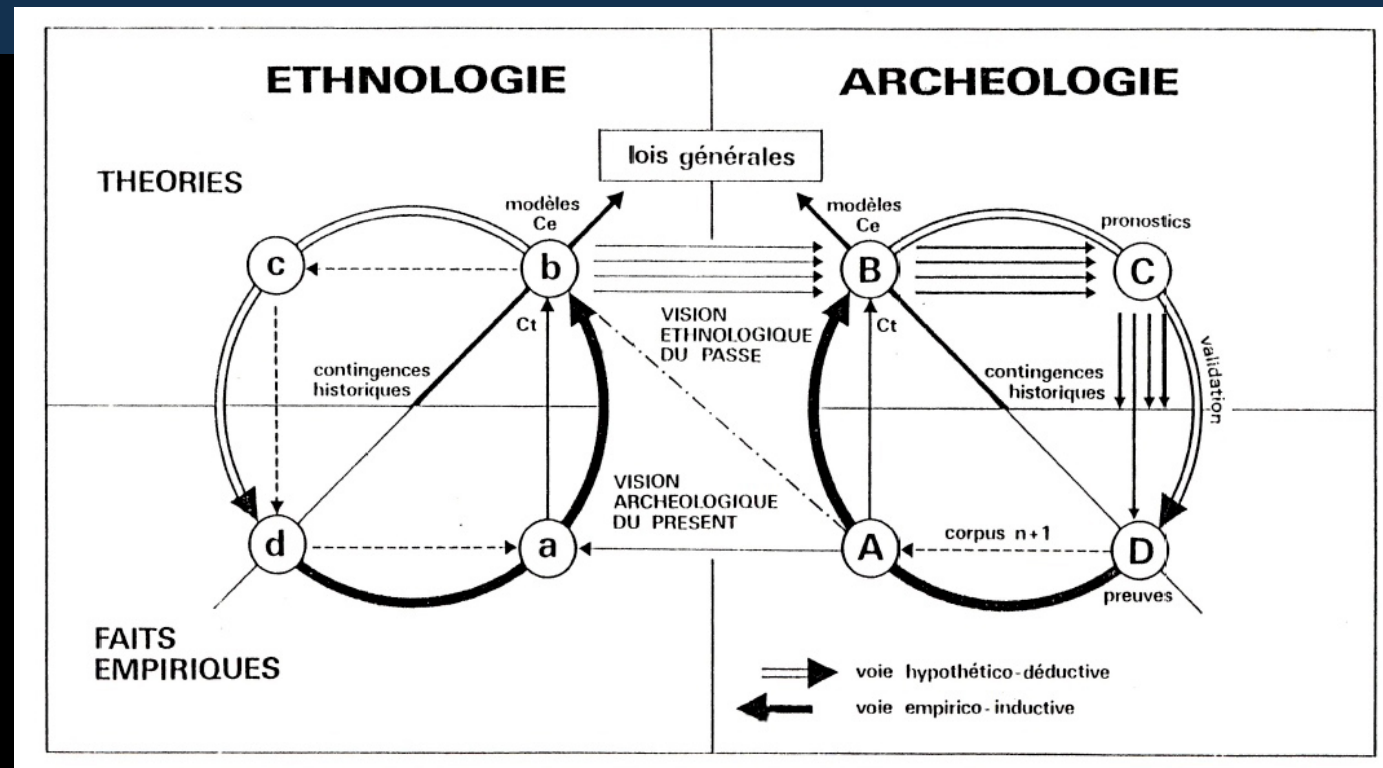 ETHNOLOGIE
ARCHEOLOGIE
lois générales
THEORIES
modèles
Ce
modèles
Ce
pronostics
c
b
B
C
Ct
VISION
ETHNOLOGIQUE
DU PASSE
Ct
contingences
historiques
contingences
historiques
validation
VISION
ARCHEOLOGIQUE
DU PRESENT
d
a
A
corpus n+1
D
preuves
FAITS
EMPIRIQUES
voie hypothético-déductive
voie empirico-inductive